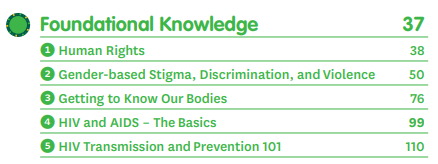 Foundational Knowledge 37
1 Human Rights 38
2 Gender-based Stigma, Discrimination, and Violence 50
3 Getting to Know Our Bodies 76
4 HIV and AIDS – The Basics 99
5 HIV Transmission and Prevention 101 110